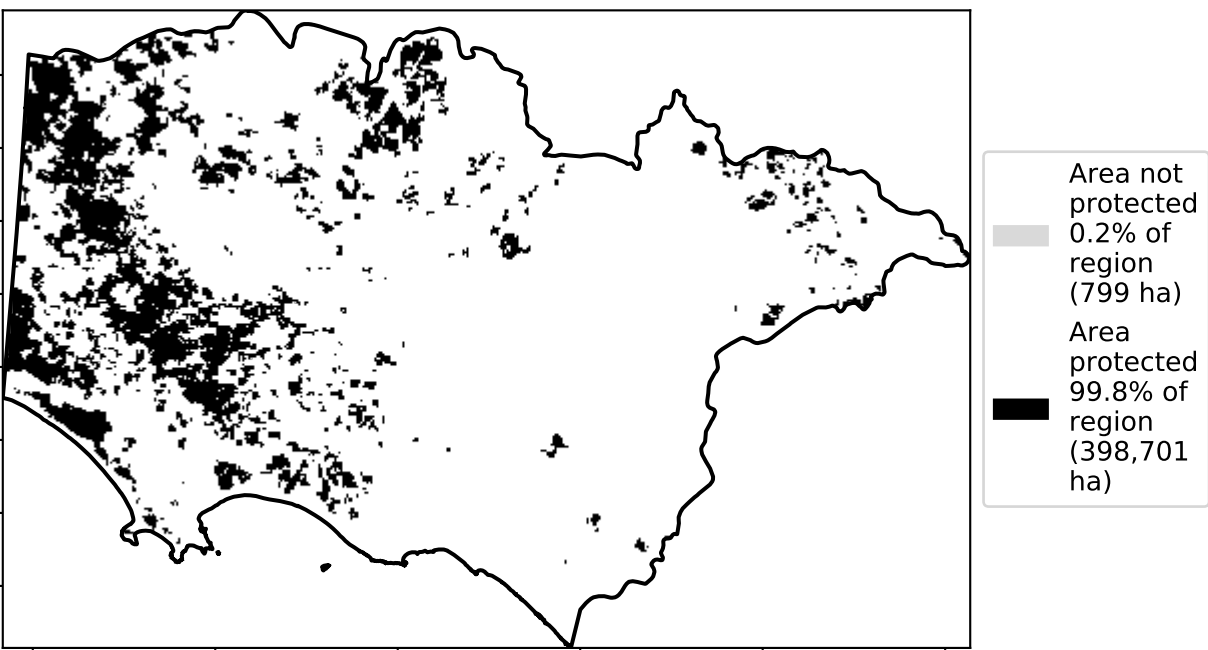 Area not
protected
0.2% of
region
(799 ha)
Area
protected
99.8% of
region
(398,701
ha)